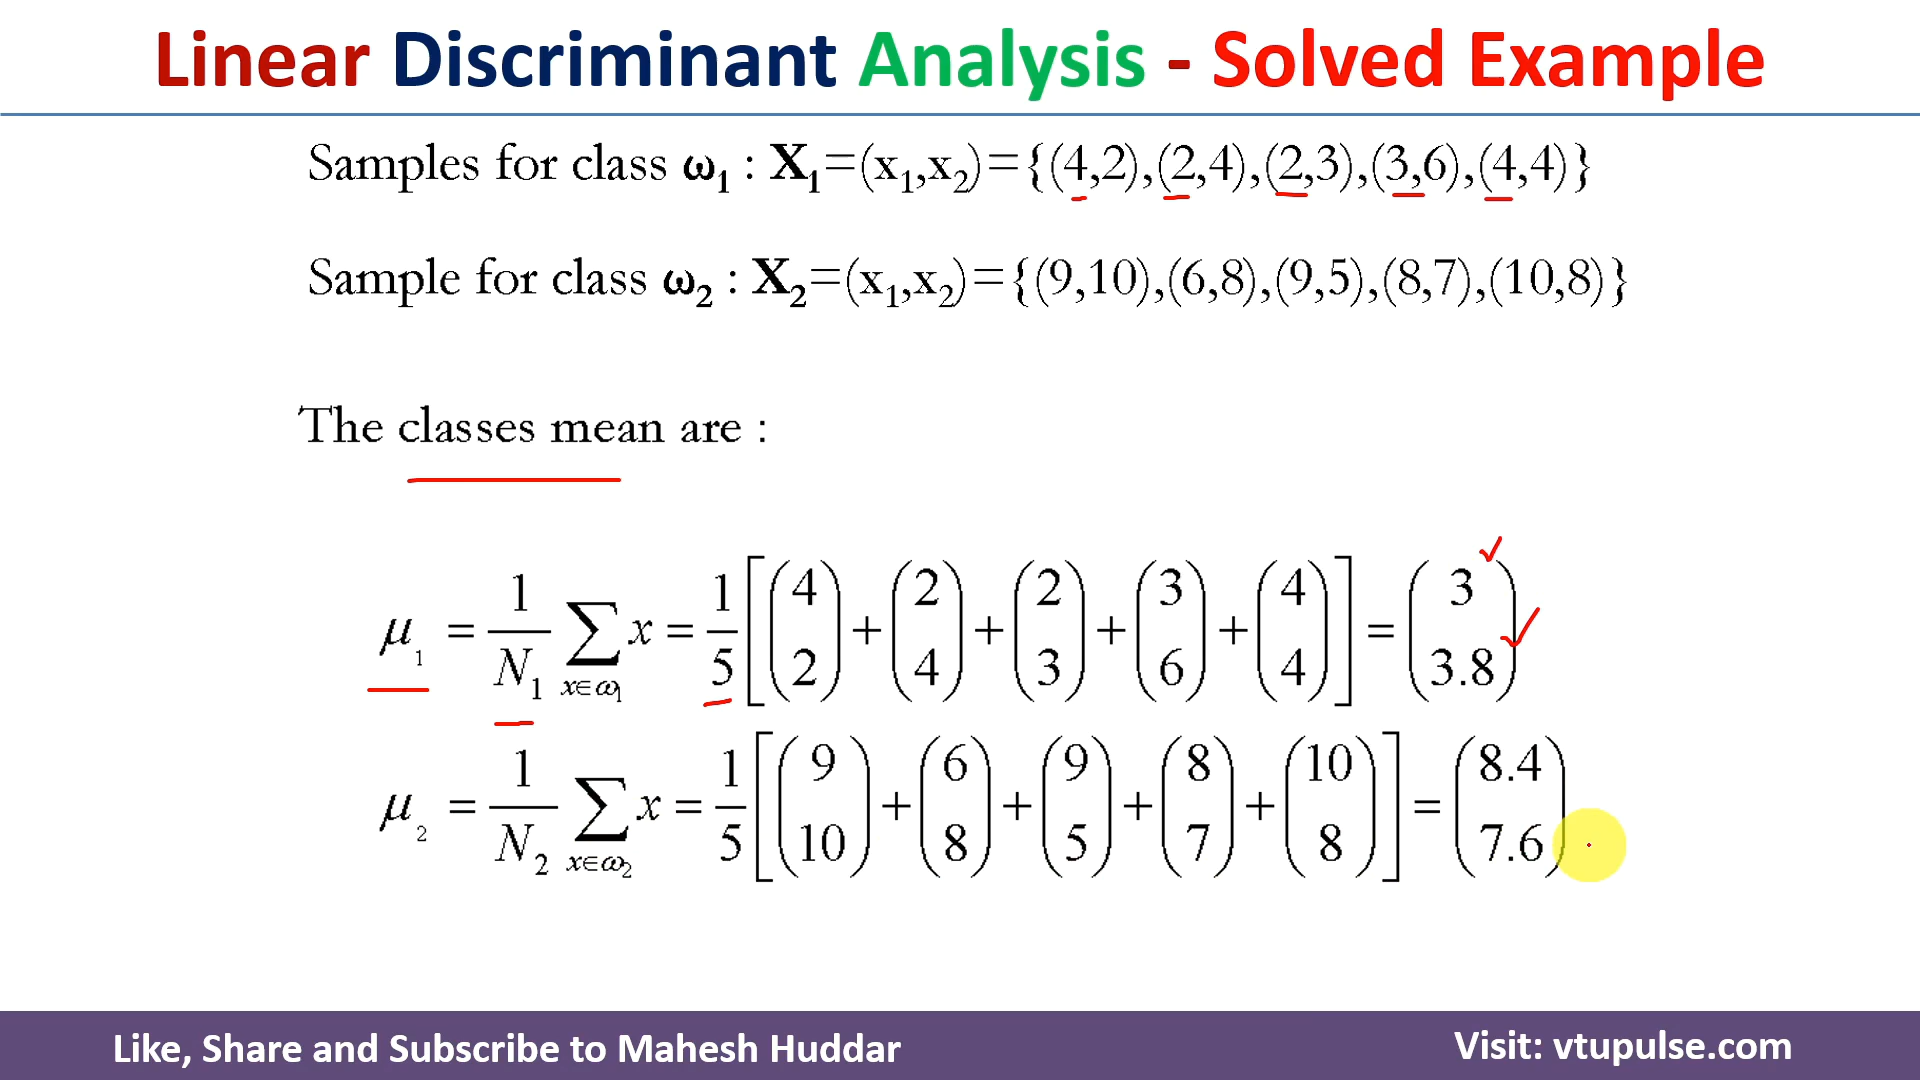 Linear Discriminant Analysis - Solved Example
Samples for class ω₁ : X₁=(x₁,x₂)={(4,2),(2,4),(2,3),(3,6),(4,4)}
Sample for class ω₂ : X₂=(x₁,x₂)={(9,10),(6,8),(9,5),(8,7),(10,8)}
The classes mean are :
μ₁ = 1/N₁ ∑_{x∈ω₁} x = 1/5 [(4 2) + (2 4) + (2 3) + (3 6) + (4 4)] = (3 3.8)
μ₂ = 1/N₂ ∑_{x∈ω₂} x = 1/5 [(9 10) + (6 8) + (9 5) + (8 7) + (10 8)] = (8.4 7.6)
Like, Share and Subscribe to Mahesh Huddar
Visit: vtupulse.com